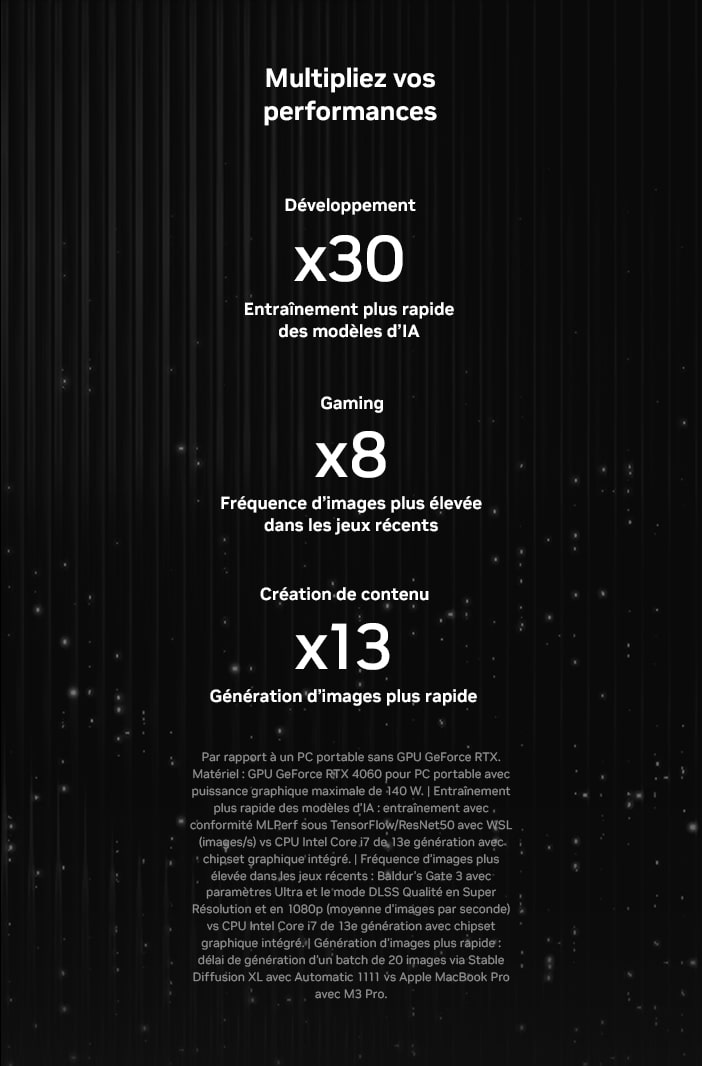 Multipliez vos
performances
Développement
x30
Entraînement plus rapide
des modèles d’IA
Gaming
x8
Fréquence d’images plus élevée
dans les jeux récents
Création de contenu
x13
Génération d’images plus rapide
Par rapport à un PC portable sans GPU GeForce RTX.
Matériel : GPU GeForce RTX 4060 pour PC portable avec
puissance graphique maximale de 140 W. | Entraînement
plus rapide des modèles d’IA : entraînement avec
conformité MLPerf sous TensorFlow/ResNet50 avec WSL
(images/s) vs CPU Intel Core i7 de 13e génération avec
chipset graphique intégré. | Fréquence d’images plus
élevée dans les jeux récents : Baldur’s Gate 3 avec
paramètres Ultra et le mode DLSS Qualité en Super
Résolution et en 1080p (moyenne d’images par seconde)
vs CPU Intel Core i7 de 13e génération avec chipset
graphique intégré. | Génération d’images plus rapide :
délai de génération d’un batch de 20 images via Stable
Diffusion XL avec Automatic 1111 vs Apple MacBook Pro
avec M3 Pro.